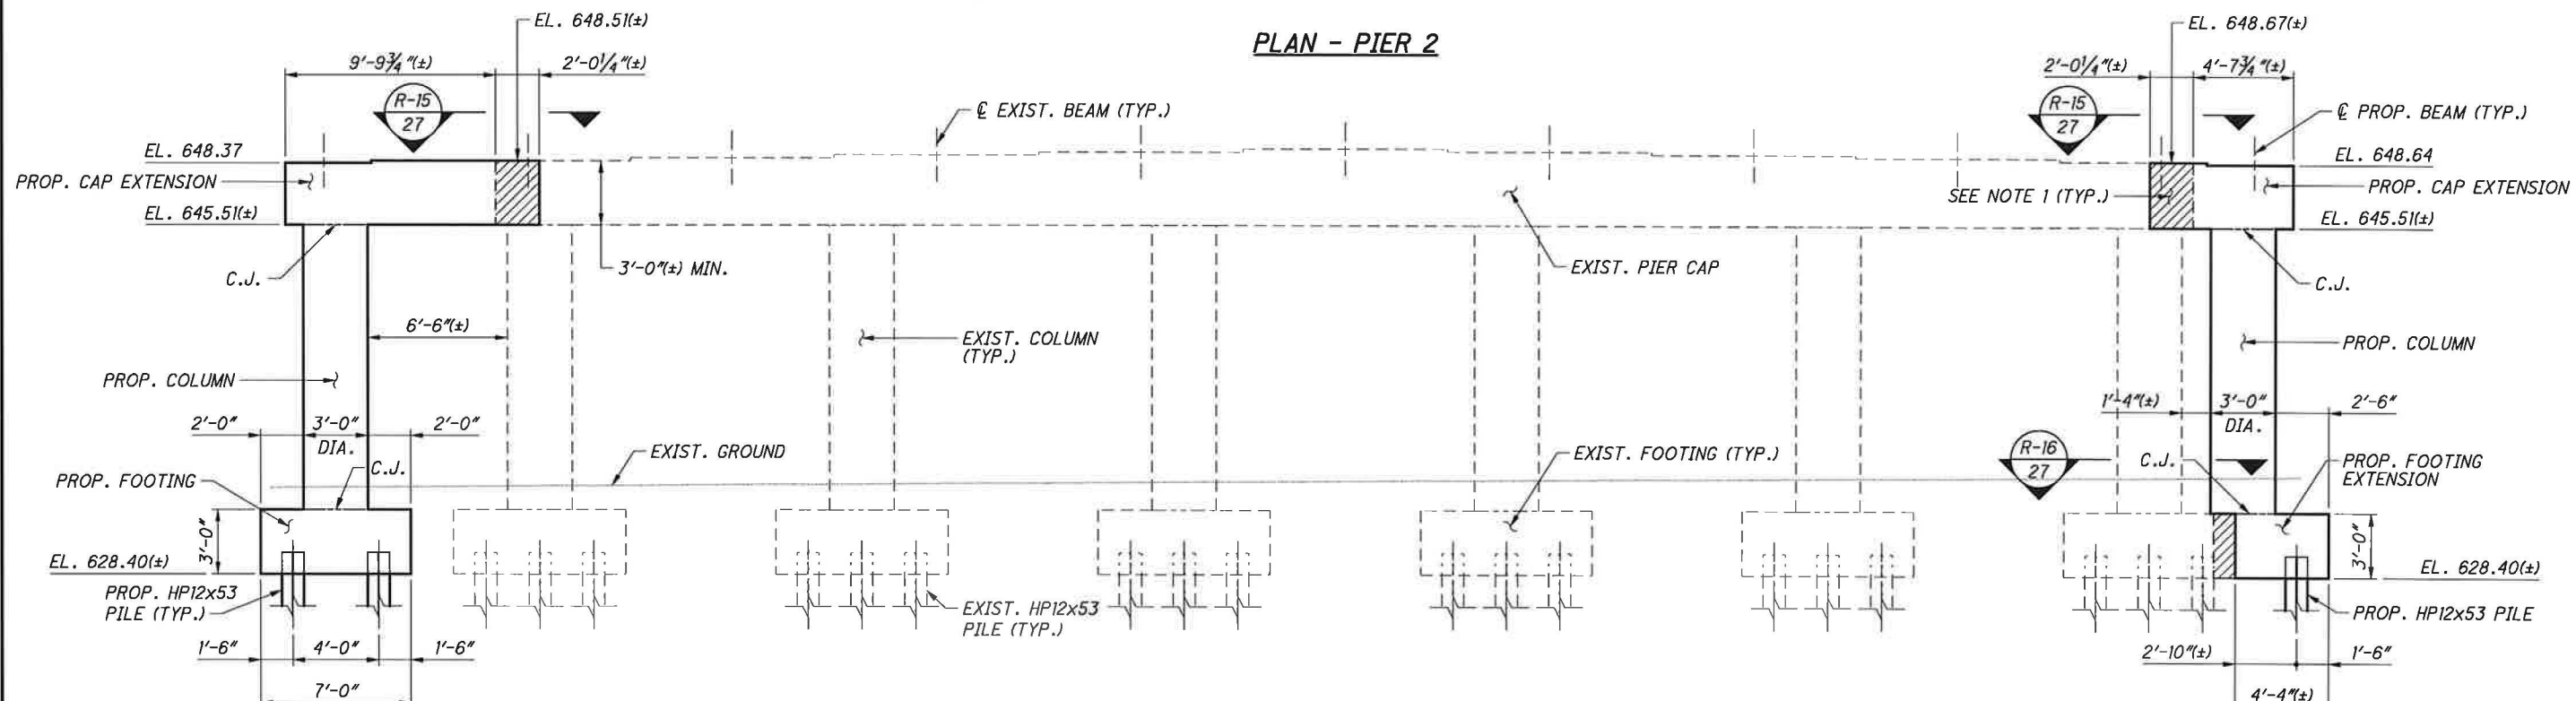 PLAN - PIER 2
EL. 648.51(±)
EL. 648.67(±)
9'-9¾"(±)
2'-0¼"(±)
2'-0¼"(±)
4'-7¾"(±)
R-15
27
R-15
27
℄ EXIST. BEAM (TYP.)
℄ PROP. BEAM (TYP.)
EL. 648.37
EL. 648.64
PROP. CAP EXTENSION
PROP. CAP EXTENSION
SEE NOTE 1 (TYP.)
EL. 645.51(±)
EL. 645.51(±)
3'-0"(±) MIN.
EXIST. PIER CAP
C.J.
C.J.
6'-6"(±)
EXIST. COLUMN
(TYP.)
PROP. COLUMN
PROP. COLUMN
2'-0"
3'-0"
DIA.
2'-0"
1'-4"(±)
3'-0"
DIA.
2'-6"
EXIST. GROUND
EXIST. FOOTING (TYP.)
R-16
27
C.J.
C.J.
PROP. FOOTING
PROP. FOOTING
EXTENSION
3'-0"
3'-0"
EL. 628.40(±)
EL. 628.40(±)
PROP. HP12x53
PILE (TYP.)
EXIST. HP12x53
PILE (TYP.)
PROP. HP12x53 PILE
1'-6"
4'-0"
1'-6"
2'-10"(±)
1'-6"
7'-0"
4'-4"(±)